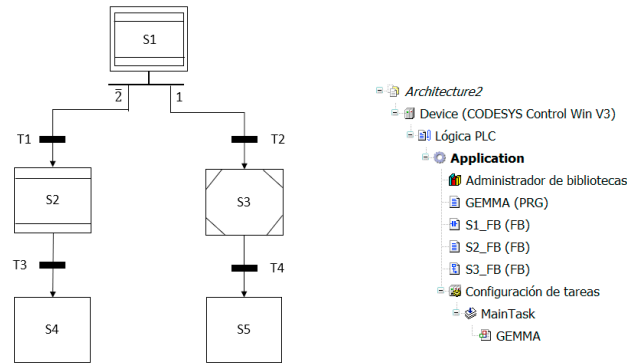 S1
2̅ 1
T1 T2
S2 S3
T3 T4
S4 S5
Architecture2
Device (CODESYS Control Win V3)
Lógica PLC
Application
Administrador de bibliotecas
GEMMA (PRG)
S1_FB (FB)
S2_FB (FB)
S3_FB (FB)
Configuración de tareas
MainTask
GEMMA